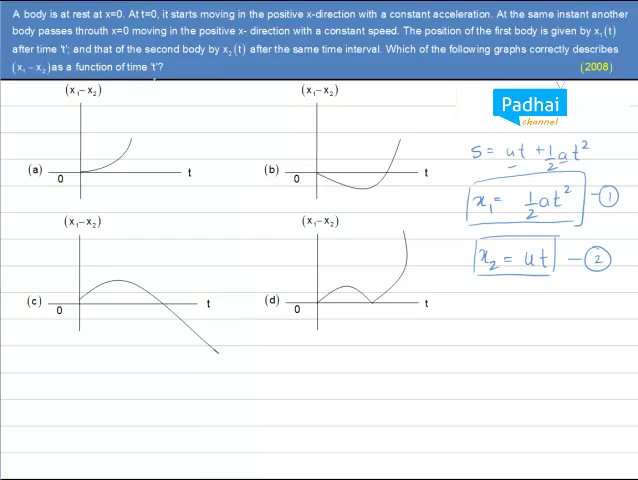 A body is at rest at x=0. At t=0, it starts moving in the positive x-direction with a constant acceleration. At the same instant another
body passes throuth x=0 moving in the positive x- direction with a constant speed. The position of the first body is given by x₁(t)
after time 't'; and that of the second body by x₂(t) after the same time interval. Which of the following graphs correctly describes
(x₁−x₂) as a function of time 't'? (2008)
(x₁−x₂)
(a)
0
t
(x₁−x₂)
(b)
0
t
(x₁−x₂)
(c)
0
t
(x₁−x₂)
(d)
0
t
Padhai
channel
S = ut + ½at²
x₁ = ½at² – ①
x₂ = ut – ②